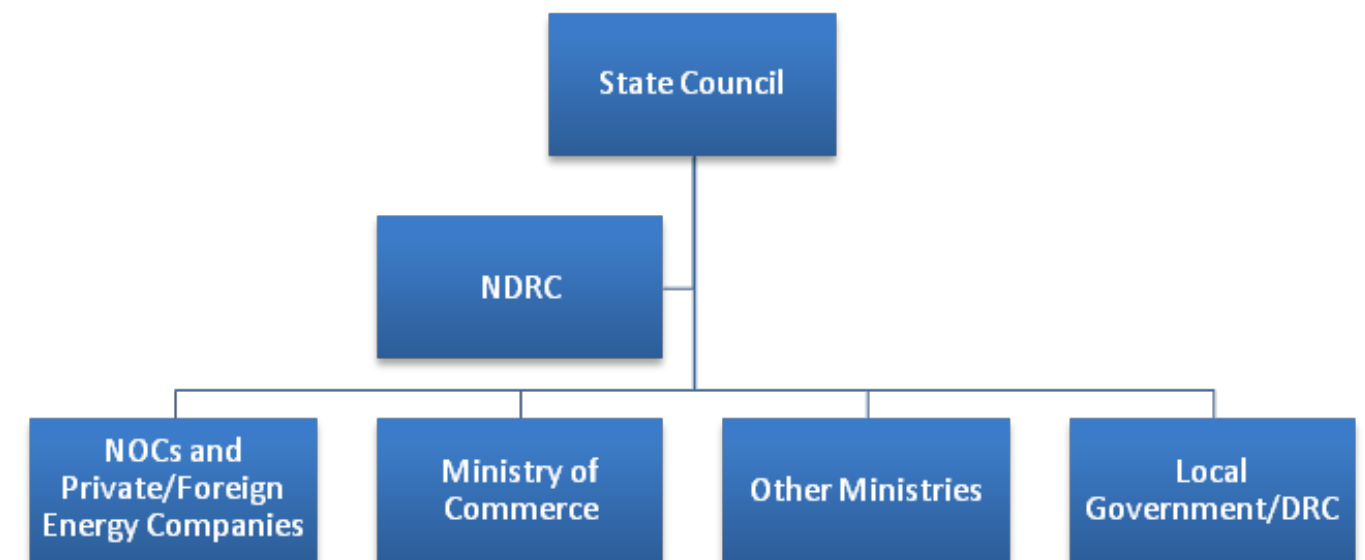 State Council
NDRC
NOCs and
Private/Foreign
Energy Companies
Ministry of
Commerce
Other Ministries
Local
Government/DRC